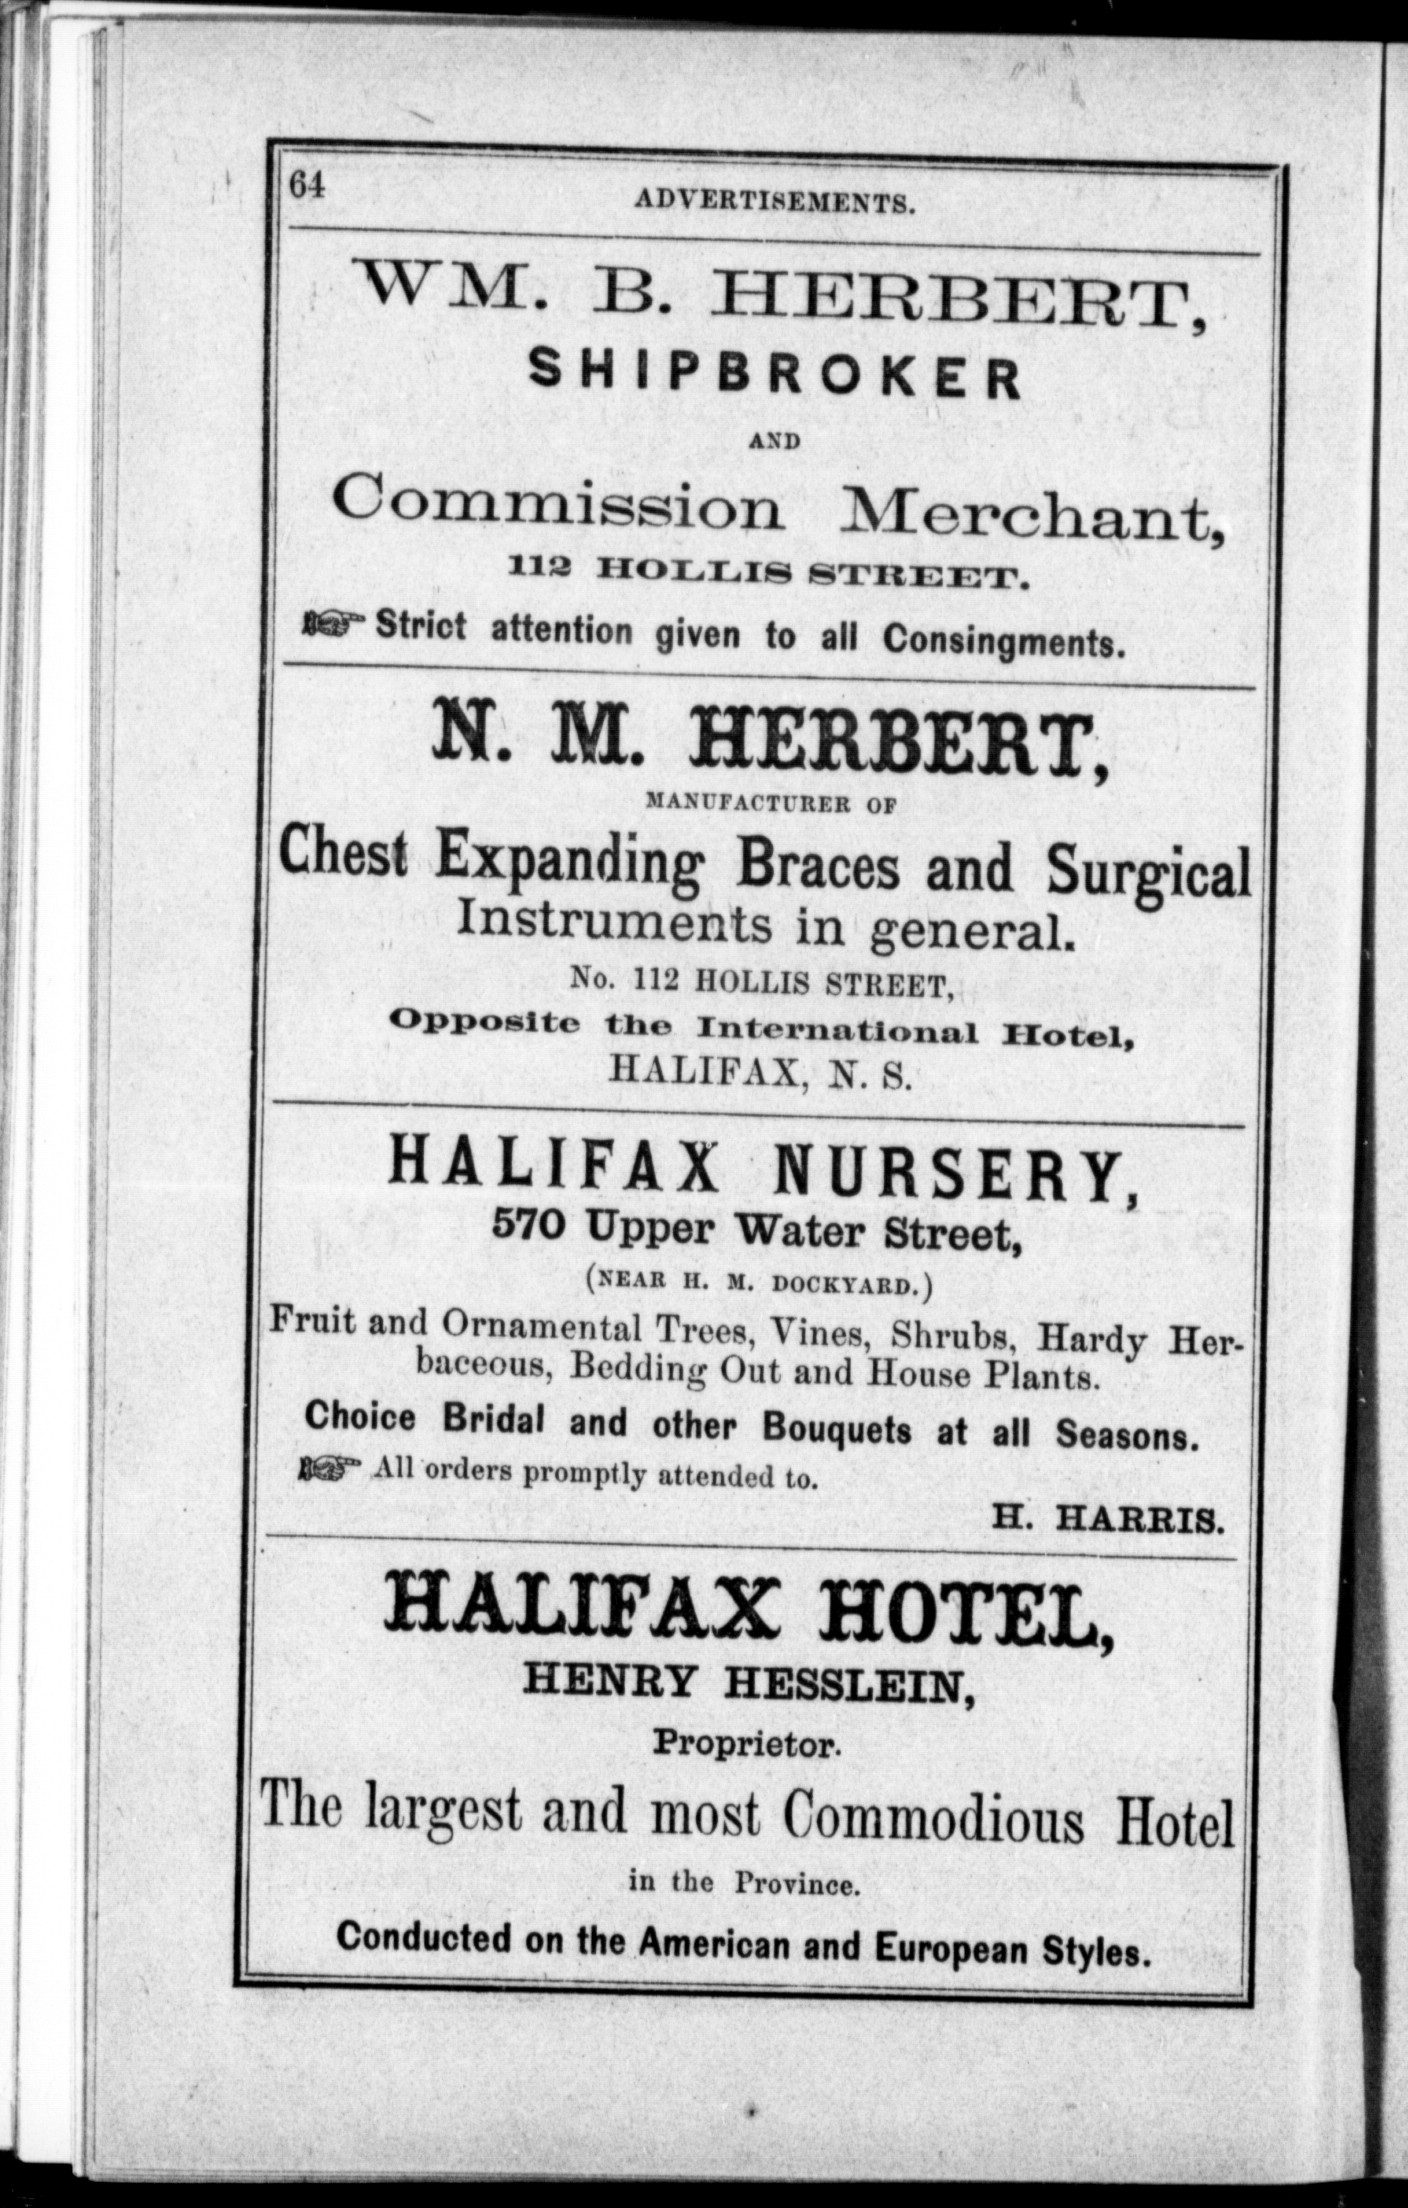 64
ADVERTISEMENTS.
WM. B. HERBERT,
SHIPBROKER
AND
Commission Merchant,
112 HOLLIS STREET.
☞ Strict attention given to all Consingments.
N. M. HERBERT,
MANUFACTURER OF
Chest Expanding Braces and Surgical
Instruments in general.
No. 112 HOLLIS STREET,
Opposite the International Hotel,
HALIFAX, N. S.
HALIFAX NURSERY,
570 Upper Water Street,
(NEAR H. M. DOCKYARD.)
Fruit and Ornamental Trees, Vines, Shrubs, Hardy Her-
baceous, Bedding Out and House Plants.
Choice Bridal and other Bouquets at all Seasons.
☞ All orders promptly attended to.
H. HARRIS.
HALIFAX HOTEL,
HENRY HESSLEIN,
Proprietor.
The largest and most Commodious Hotel
in the Province.
Conducted on the American and European Styles.